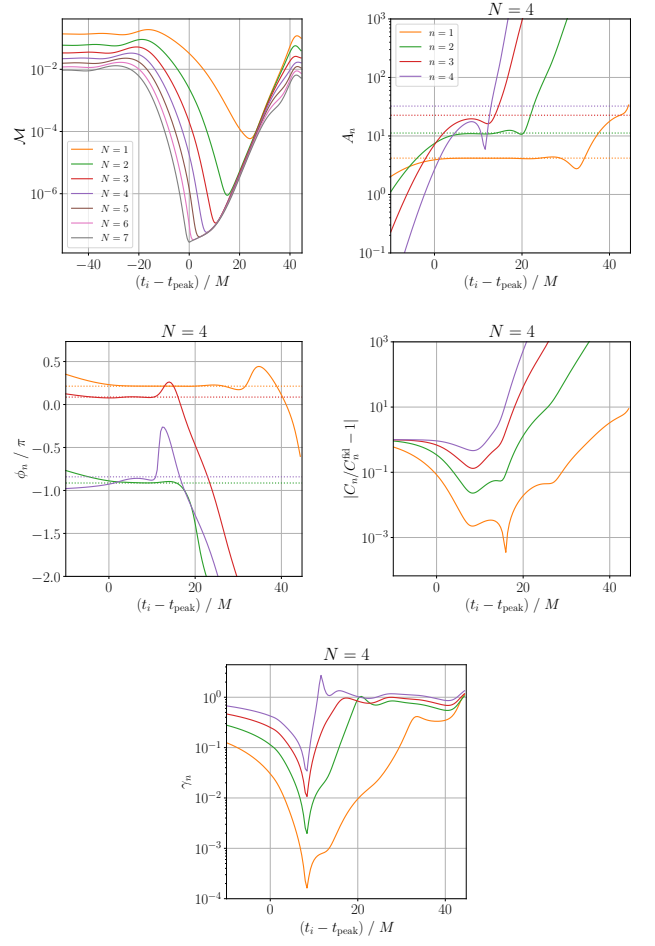 10^{-2}
10^{-4}
10^{-6}
M
N = 1
N = 2
N = 3
N = 4
N = 5
N = 6
N = 7
−40 −20 0 20 40
(t_i − t_peak) / M
N = 4
10^3
10^2
10^1
10^0
10^{-1}
A_n
n = 1
n = 2
n = 3
n = 4
0 20 40
(t_i − t_peak) / M
N = 4
0.5
0.0
−0.5
−1.0
−1.5
−2.0
ϕ_n / π
0 20 40
(t_i − t_peak) / M
N = 4
10^3
10^1
10^{-1}
10^{-3}
|C_n/C_n^fid − 1|
0 20 40
(t_i − t_peak) / M
N = 4
10^0
10^{-1}
10^{-2}
10^{-3}
10^{-4}
γ_n
0 20 40
(t_i − t_peak) / M